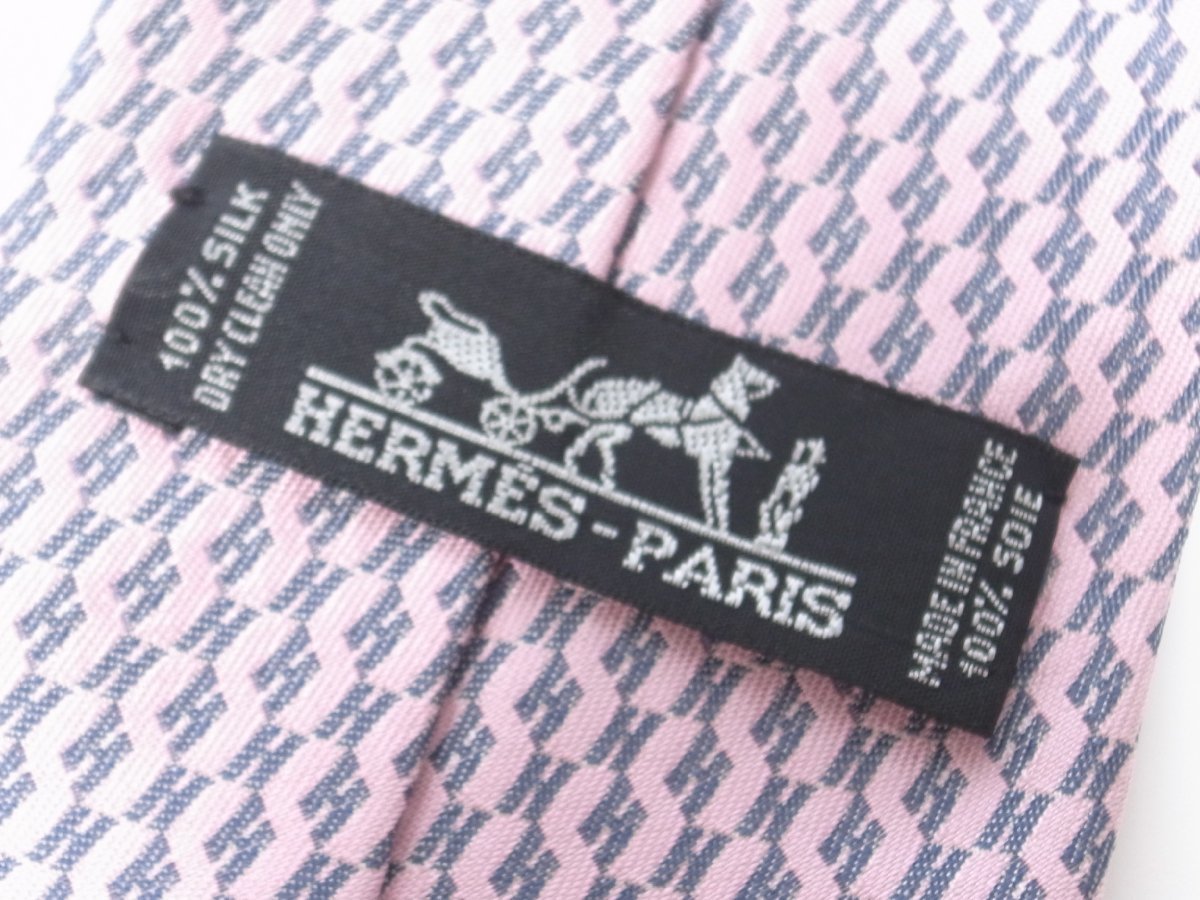 100% SILK
DRY CLEAN ONLY
HERMÈS-PARIS
MADE IN FRANCE
100% SOIE